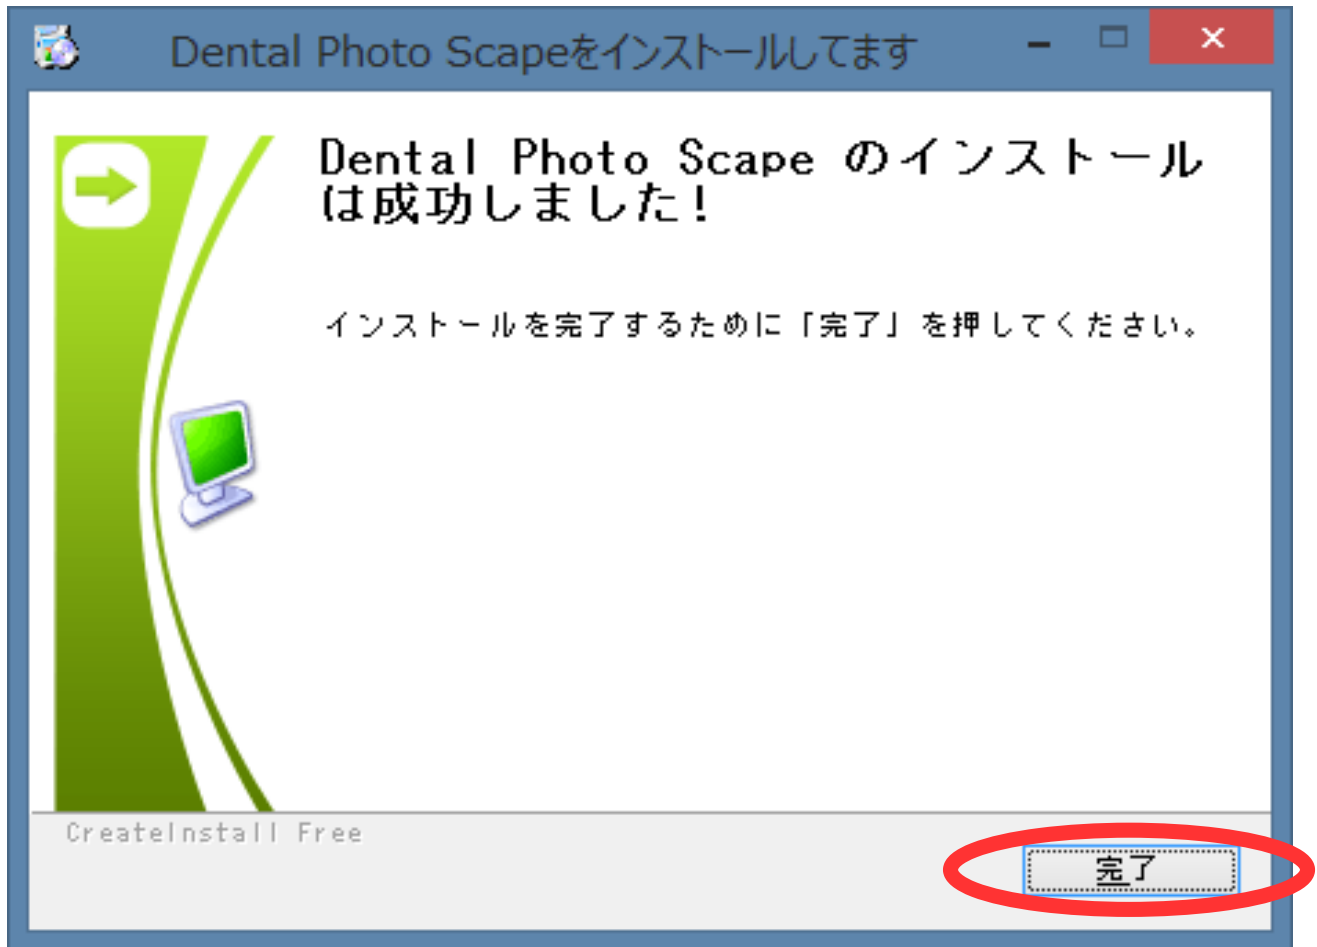 Dental Photo Scapeをインストールしてます
Dental Photo Scape のインストール
は成功しました!
インストールを完了するために「完了」を押してください。
CreateInstall Free
完了